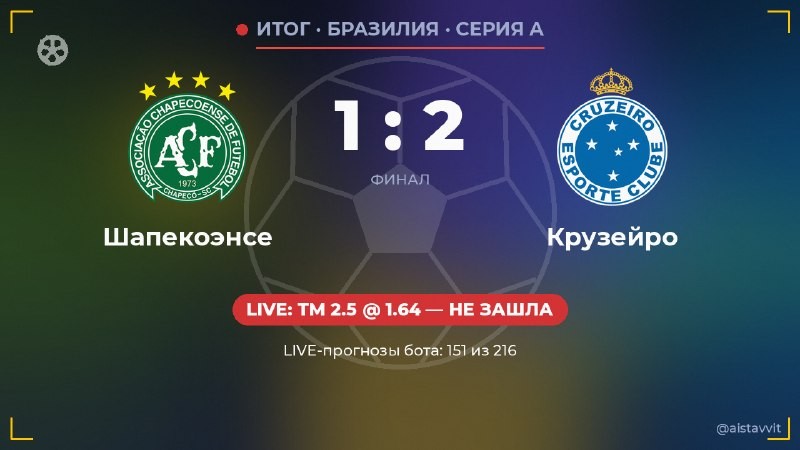 ИТОГ · БРАЗИЛИЯ · СЕРИЯ А
1 : 2
ФИНАЛ
ASSOCIAÇÃO CHAPECOENSE DE FUTEBOL
ACF
1973
CHAPECÓ-SC
CRUZEIRO
ESPORTE CLUBE
Шапекоэнсе
Крузейро
LIVE: ТМ 2.5 @ 1.64 — НЕ ЗАШЛА
LIVE-прогнозы бота: 151 из 216
@aistavvit